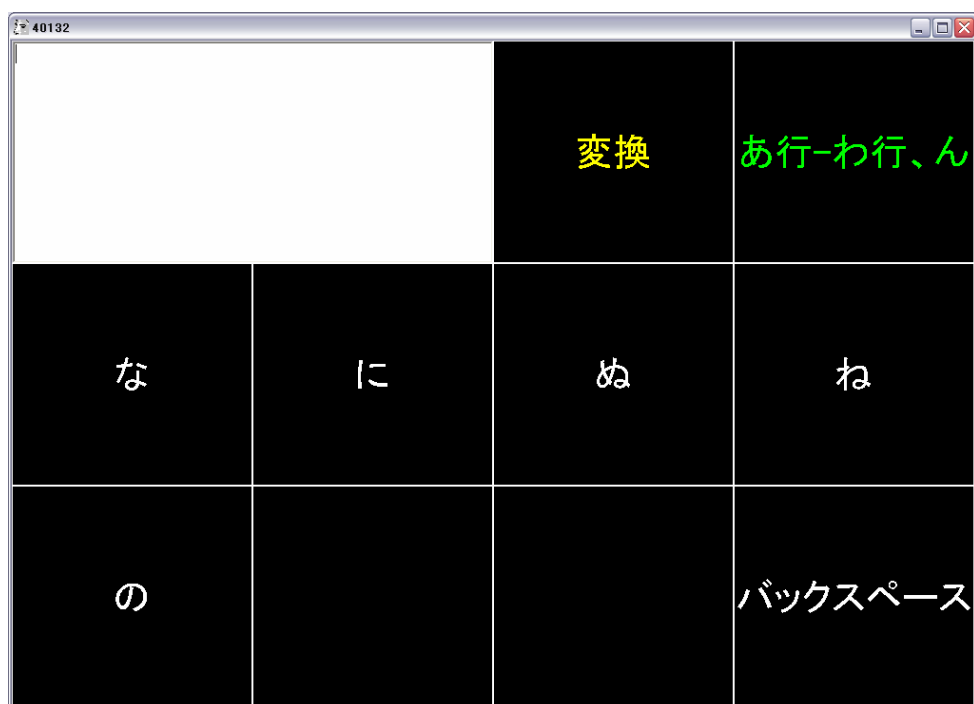 40132
変換
あ行-わ行、ん
な
に
ぬ
ね
の
バックスペース